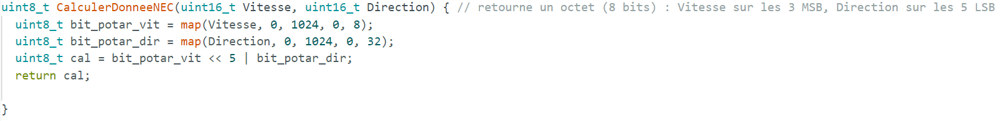 uint8_t CalculerDonneeNEC(uint16_t Vitesse, uint16_t Direction) { // retourne un octet (8 bits) : Vitesse sur les 3 MSB, Direction sur les 5 LSB
  uint8_t bit_potar_vit = map(Vitesse, 0, 1024, 0, 8);
  uint8_t bit_potar_dir = map(Direction, 0, 1024, 0, 32);
  uint8_t cal = bit_potar_vit << 5 | bit_potar_dir;
  return cal;

}